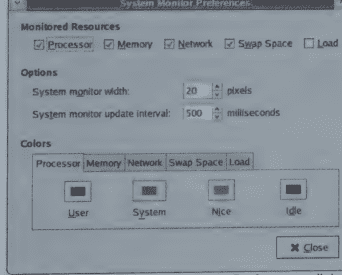 System Monitor Preferences
Monitored Resources
Processor Memory Network Swap Space Load
Options
System monitor width: 20 pixels
System monitor update interval: 500 milliseconds
Colors
Processor Memory Network Swap Space Load
User System Nice Idle
Close